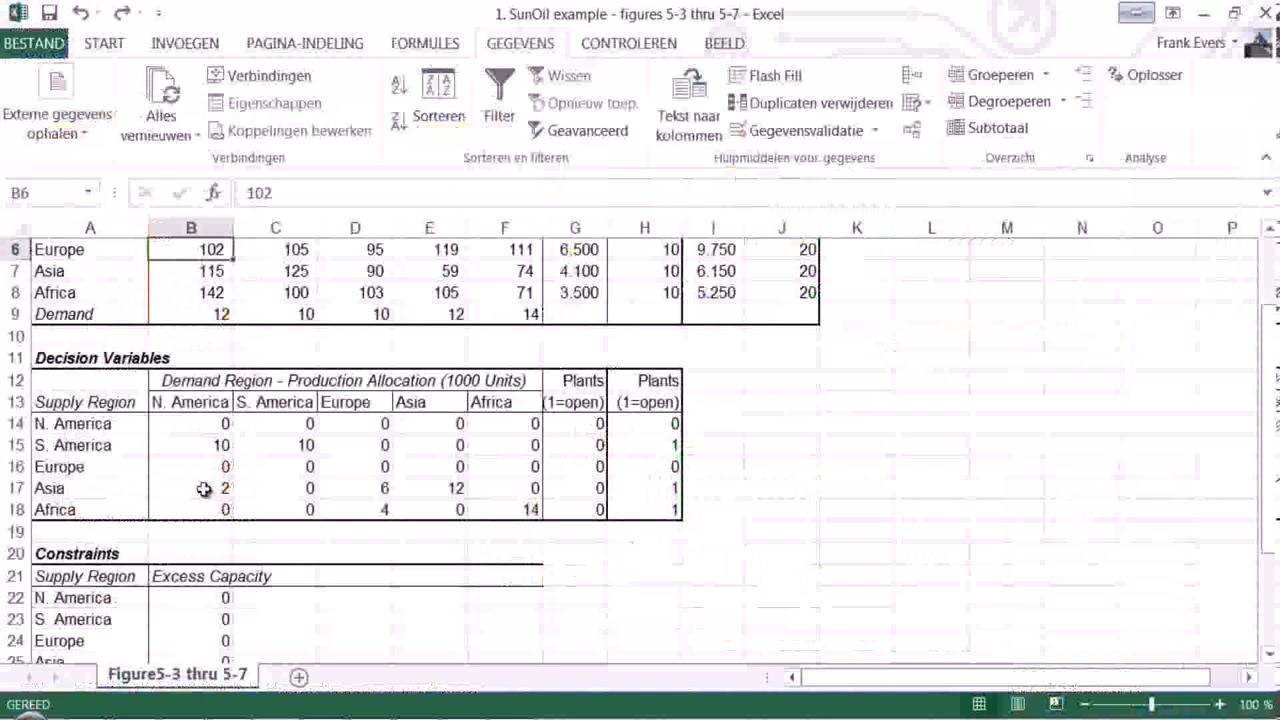 1. SunOil example - figures 5-3 thru 5-7 - Excel
BESTAND START INVOEGEN PAGINA-INDELING FORMULES GEGEVENS CONTROLEREN BEELD Frank Evers
Externe gegevens ophalen
Alles vernieuwen
Verbindingen
Eigenschappen
Koppelingen bewerken
Verbindingen
Sorteren
Filter
Wissen
Opnieuw toep.
Geavanceerd
Sorteren en filteren
Tekst naar kolommen
Flash Fill
Duplicaten verwijderen
Gegevensvalidatie
Hulpmiddelen voor gegevens
Groeperen
Degroeperen
Subtotaal
Overzicht
Oplosser
Analyse
B6 fx 102
A B C D E F G H I J K L M N O P
6 Europe 102 105 95 119 111 6.500 10 9.750 20
7 Asia 115 125 90 59 74 4.100 10 6.150 20
8 Africa 142 100 103 105 71 3.500 10 5.250 20
9 Demand 12 10 10 12 14
10
11 Decision Variables
12 Demand Region - Production Allocation (1000 Units) Plants Plants
13 Supply Region N. America S. America Europe Asia Africa (1=open) (1=open)
14 N. America 0 0 0 0 0 0 0
15 S. America 10 10 0 0 0 0 1
16 Europe 0 0 0 0 0 0 0
17 Asia 2 0 6 12 0 0 1
18 Africa 0 0 4 0 14 0 1
19
20 Constraints
21 Supply Region Excess Capacity
22 N. America 0
23 S. America 0
24 Europe 0
25 Asia 0
Figure5-3 thru 5-7
GEREED 100 %